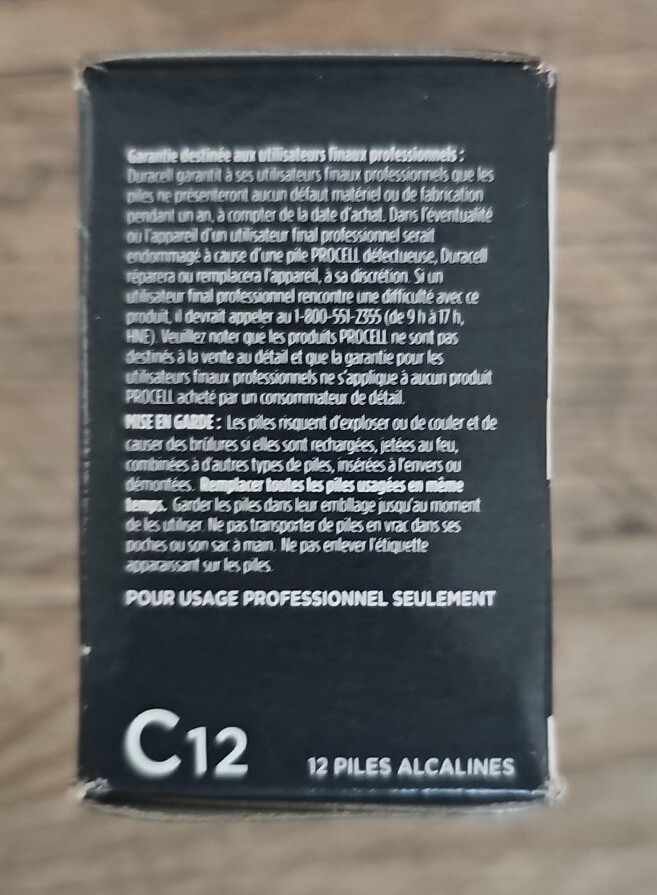 Garantie destinée aux utilisateurs finaux professionnels :
Duracell garantit à ses utilisateurs finaux professionnels que les
piles ne présenteront aucun défaut matériel ou de fabrication
pendant un an, à compter de la date d'achat. Dans l'éventualité
où l'appareil d'un utilisateur final professionnel serait
endommagé à cause d'une pile PROCELL défectueuse, Duracell
réparera ou remplacera l'appareil, à sa discrétion. Si un
utilisateur final professionnel rencontre une difficulté avec ce
produit, il devrait appeler au 1-800-551-2355 (de 9 h à 17 h,
HNE). Veuillez noter que les produits PROCELL ne sont pas
destinés à la vente au détail et que la garantie pour les
utilisateurs finaux professionnels ne s'applique à aucun produit
PROCELL acheté par un consommateur de détail.
MISE EN GARDE : Les piles risquent d'exploser ou de couler et de
causer des brûlures si elles sont rechargées, jetées au feu,
combinées à d'autres types de piles, insérées à l'envers ou
démontées. Remplacer toutes les piles usagées en même
temps. Garder les piles dans leur emballage jusqu'au moment
de les utiliser. Ne pas transporter de piles en vrac dans ses
poches ou son sac à main. Ne pas enlever l'étiquette
apparaissant sur les piles.
POUR USAGE PROFESSIONNEL SEULEMENT
C12
12 PILES ALCALINES